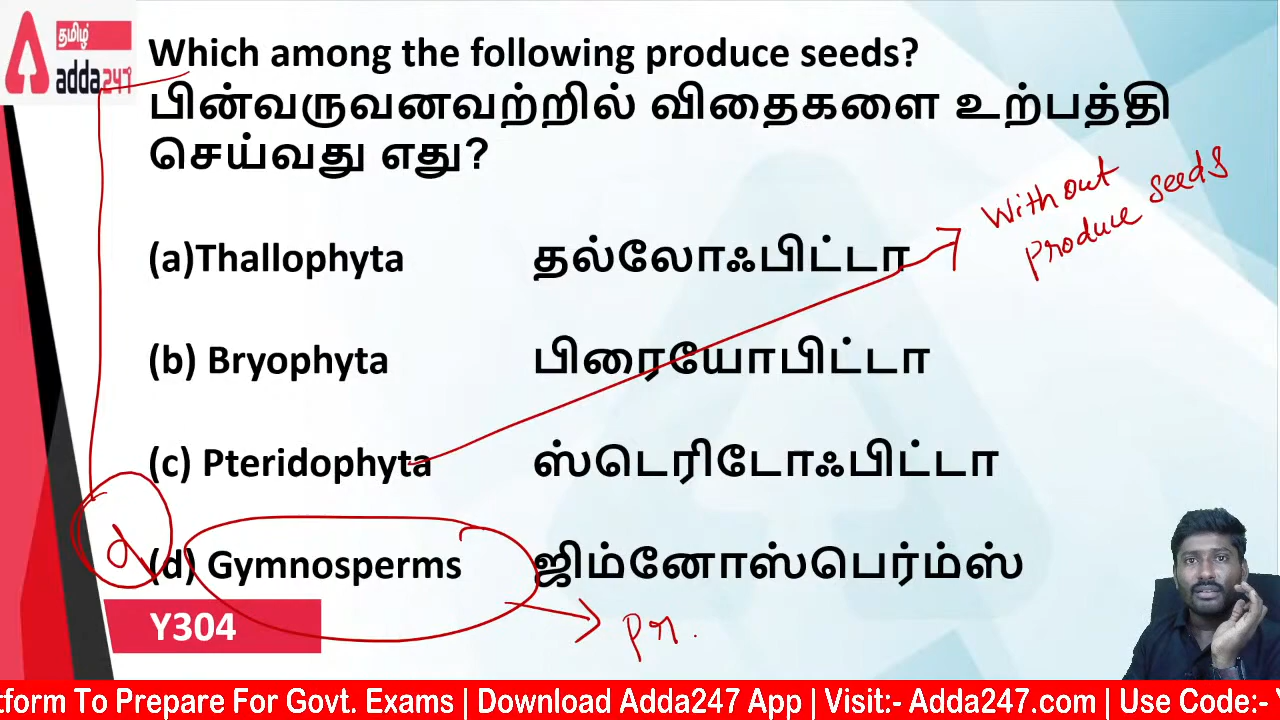 தமிழ்
adda247
Which among the following produce seeds?
பின்வருவனவற்றில் விதைகளை உற்பத்தி
செய்வது எது?
without
produce seeds
(a)Thallophyta தல்லோஃபிட்டா
(b) Bryophyta பிரையோபிட்டா
(c) Pteridophyta ஸ்டெரிடோஃபிட்டா
d
(d) Gymnosperms ஜிம்னோஸ்பெர்ம்ஸ்
Y304
pr
tform To Prepare For Govt. Exams | Download Adda247 App | Visit:- Adda247.com | Use Code:-